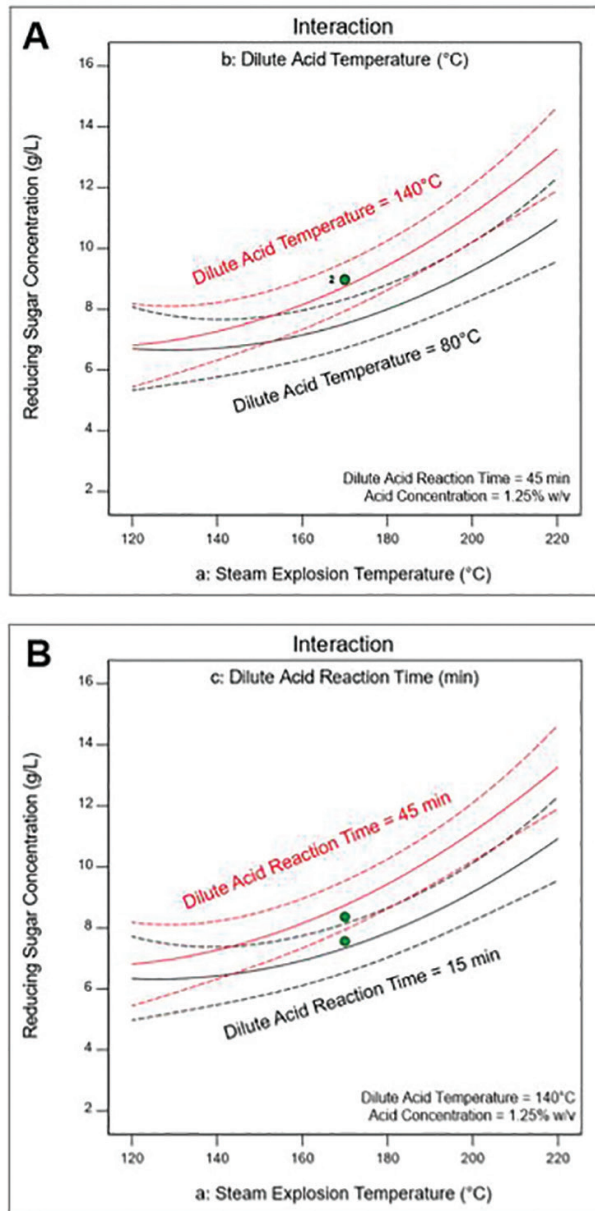 A
Interaction
b: Dilute Acid Temperature (°C)
16
14
12
10
8
6
4
2
Reducing Sugar Concentration (g/L)
Dilute Acid Temperature = 140°C
2
Dilute Acid Temperature = 80°C
Dilute Acid Reaction Time = 45 min
Acid Concentration = 1.25% w/v
120 140 160 180 200 220
a: Steam Explosion Temperature (°C)
B
Interaction
c: Dilute Acid Reaction Time (min)
16
14
12
10
8
6
4
2
Reducing Sugar Concentration (g/L)
Dilute Acid Reaction Time = 45 min
Dilute Acid Reaction Time = 15 min
Dilute Acid Temperature = 140°C
Acid Concentration = 1.25% w/v
120 140 160 180 200 220
a: Steam Explosion Temperature (°C)